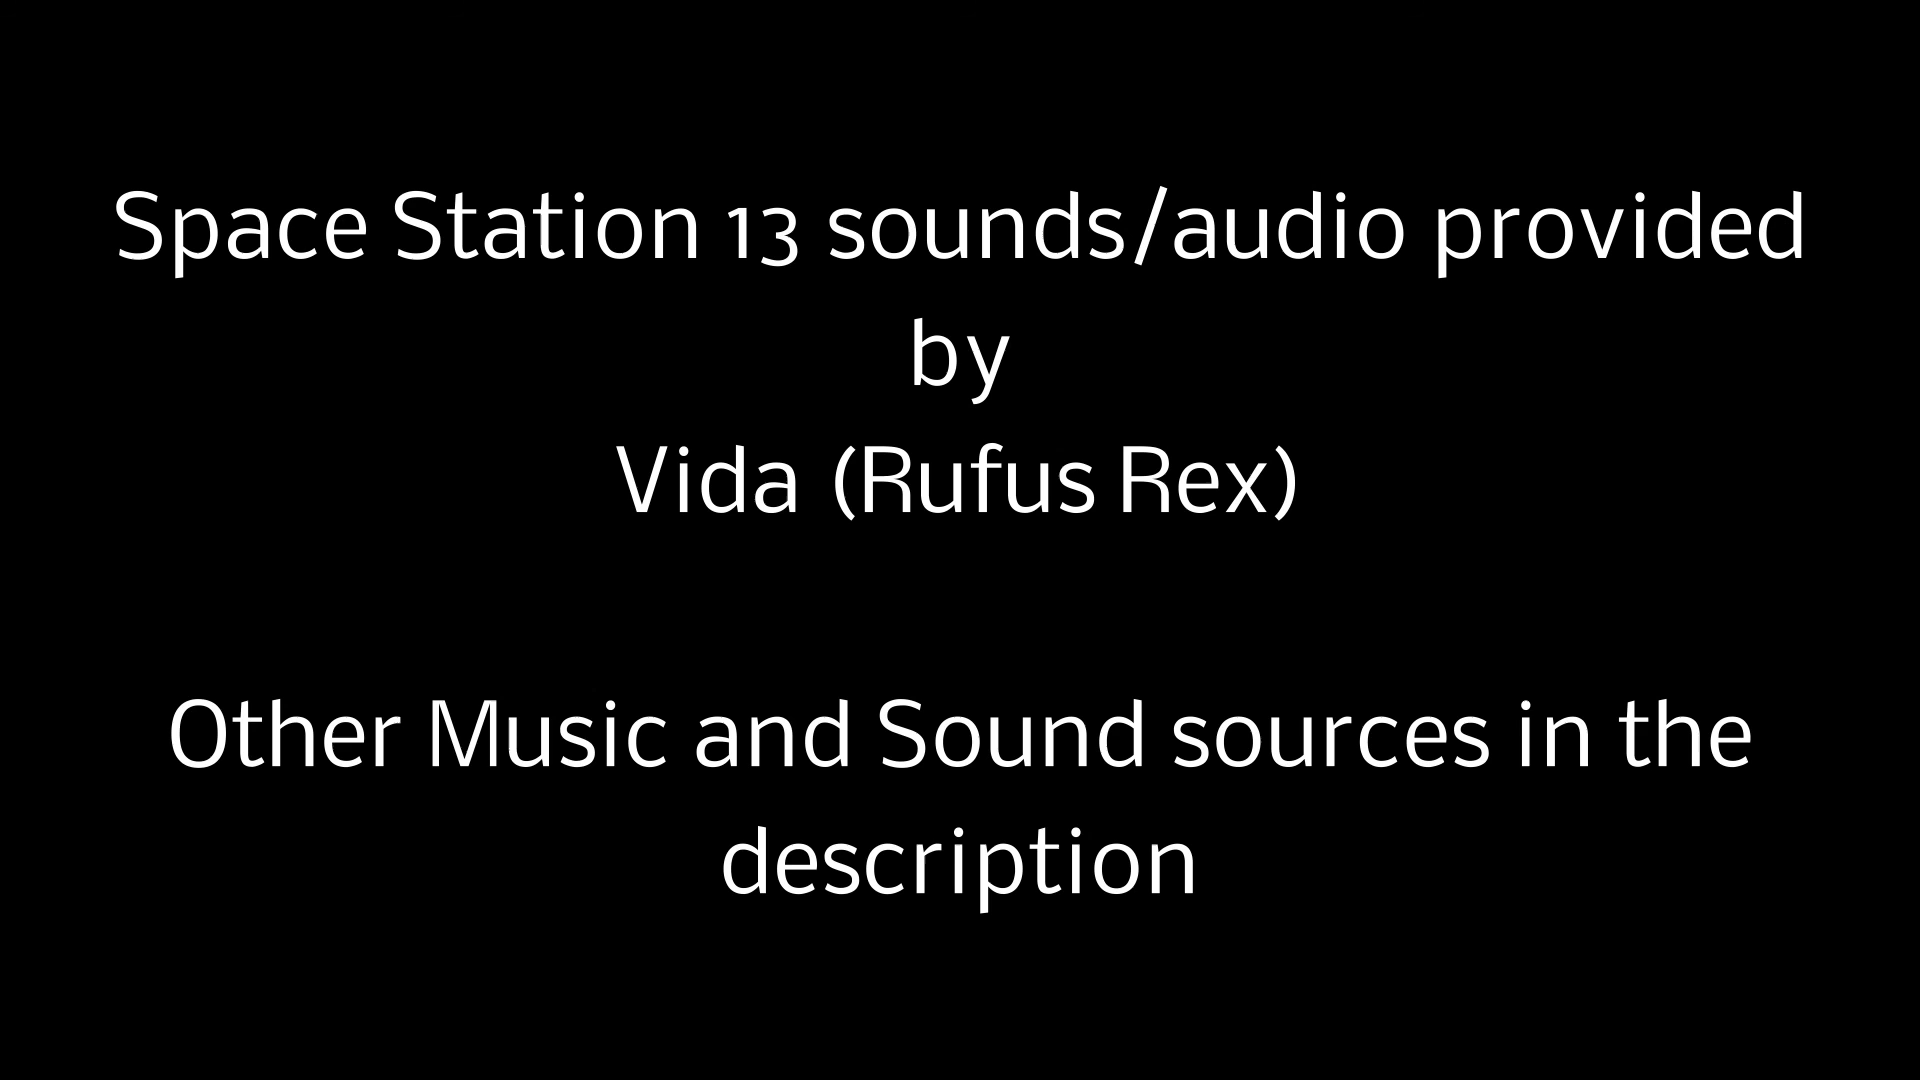 Space Station 13 sounds/audio provided
by
Vida (Rufus Rex)
Other Music and Sound sources in the
description